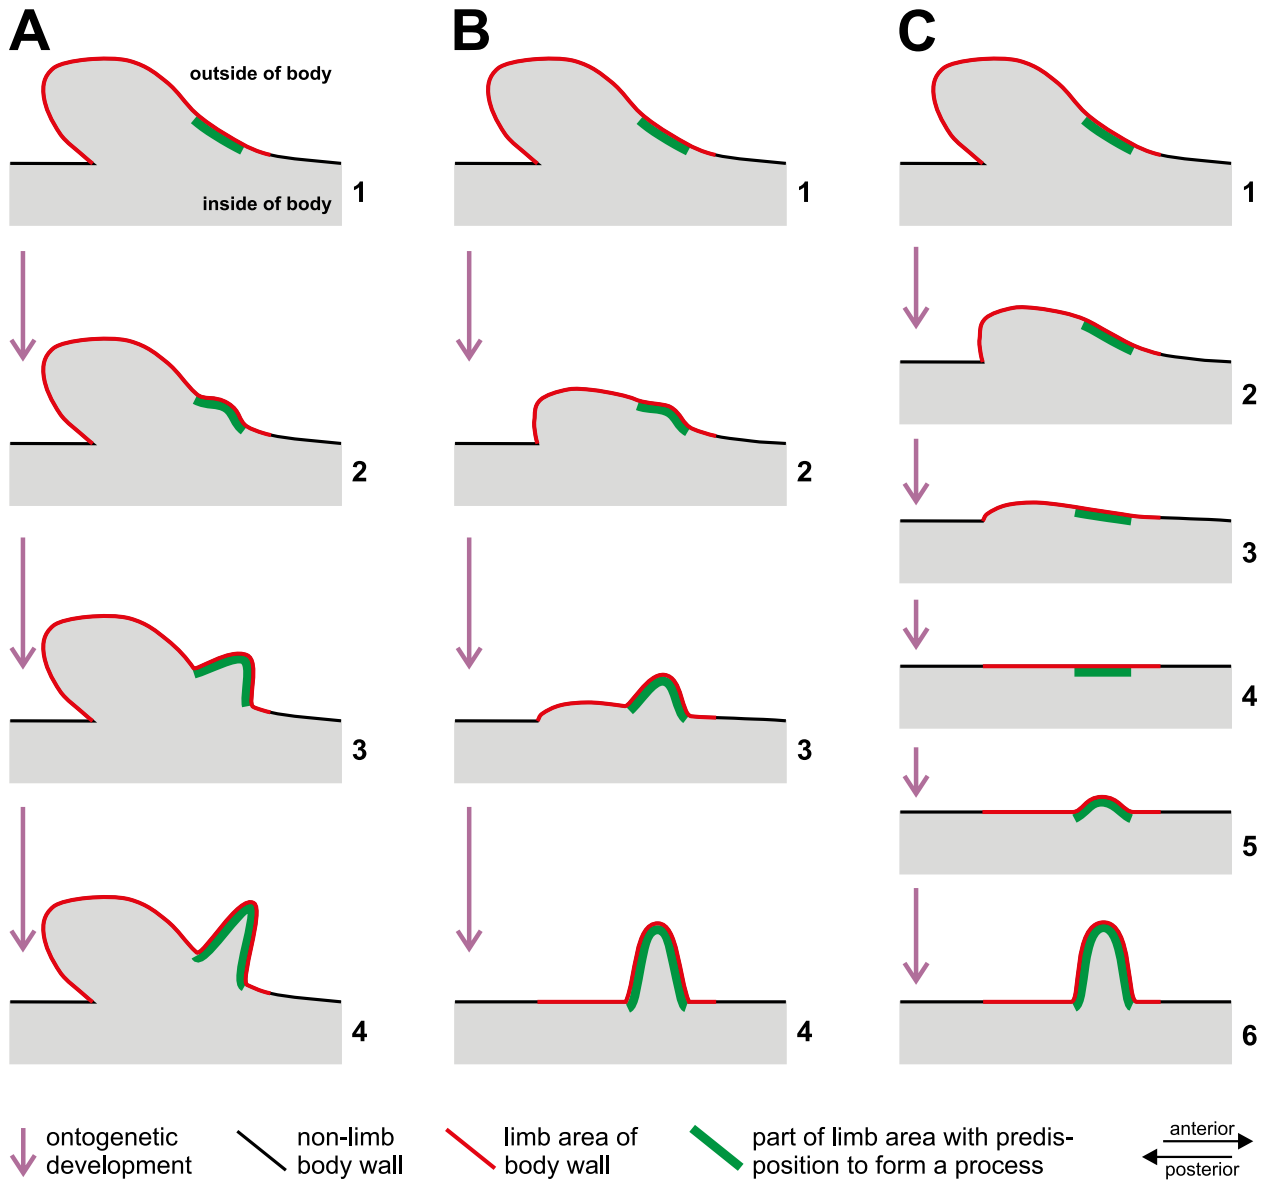 A
B
C
outside of body
inside of body
1
1
1
2
2
2
3
3
3
4
4
4
5
6
ontogenetic
development
non-limb
body wall
limb area of
body wall
part of limb area with predis-
position to form a process
anterior
posterior